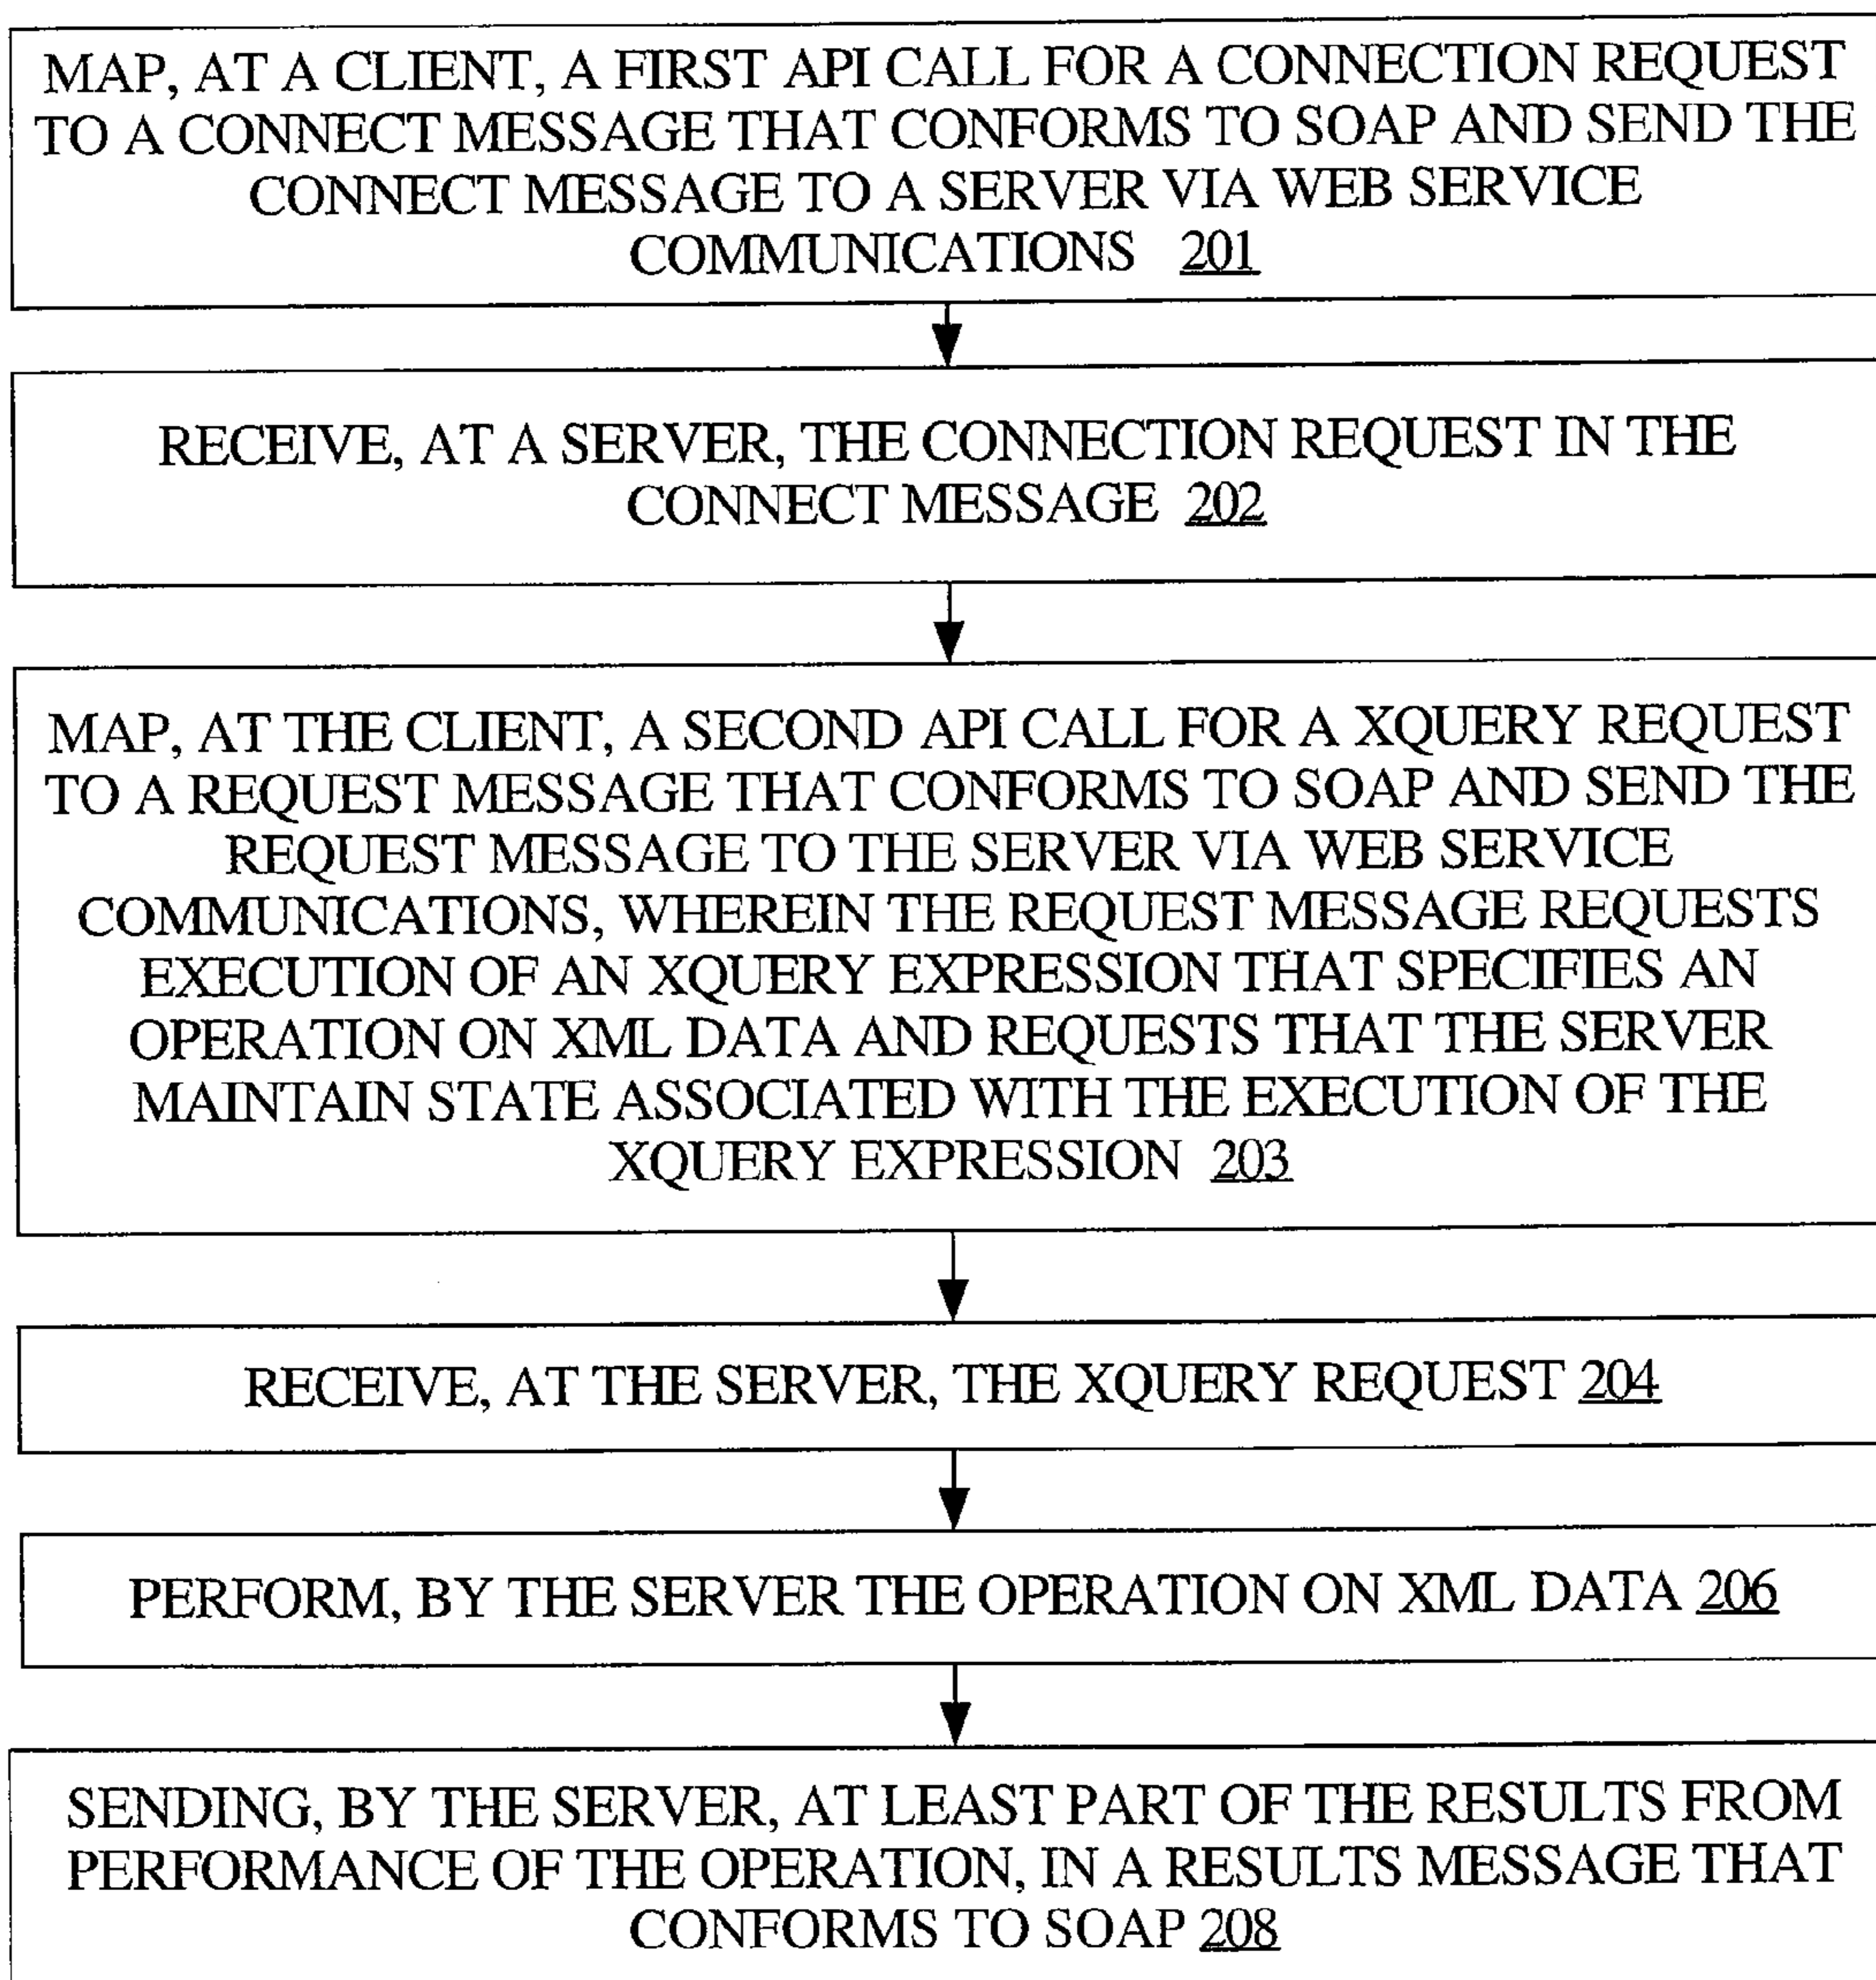 MAP, AT A CLIENT, A FIRST API CALL FOR A CONNECTION REQUEST
TO A CONNECT MESSAGE THAT CONFORMS TO SOAP AND SEND THE
CONNECT MESSAGE TO A SERVER VIA WEB SERVICE
COMMUNICATIONS 201
RECEIVE, AT A SERVER, THE CONNECTION REQUEST IN THE
CONNECT MESSAGE 202
MAP, AT THE CLIENT, A SECOND API CALL FOR A XQUERY REQUEST
TO A REQUEST MESSAGE THAT CONFORMS TO SOAP AND SEND THE
REQUEST MESSAGE TO THE SERVER VIA WEB SERVICE
COMMUNICATIONS, WHEREIN THE REQUEST MESSAGE REQUESTS
EXECUTION OF AN XQUERY EXPRESSION THAT SPECIFIES AN
OPERATION ON XML DATA AND REQUESTS THAT THE SERVER
MAINTAIN STATE ASSOCIATED WITH THE EXECUTION OF THE
XQUERY EXPRESSION 203
RECEIVE, AT THE SERVER, THE XQUERY REQUEST 204
PERFORM, BY THE SERVER THE OPERATION ON XML DATA 206
SENDING, BY THE SERVER, AT LEAST PART OF THE RESULTS FROM
PERFORMANCE OF THE OPERATION, IN A RESULTS MESSAGE THAT
CONFORMS TO SOAP 208